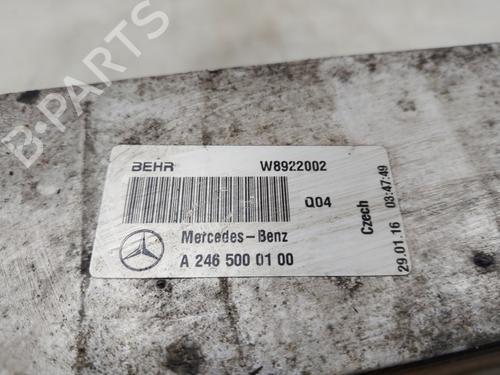 B-PARTS
BEHR W8922002
Q04
Mercedes-Benz
A 246 500 01 00
Czech
29.01.16 03:47:49